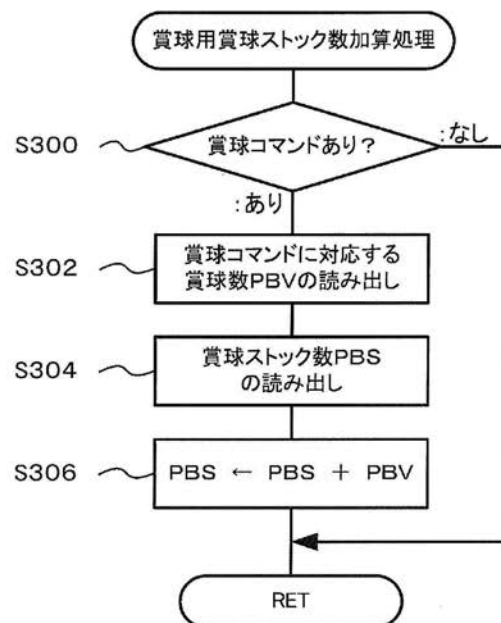 賞球用賞球ストック数加算処理
S300
賞球コマンドあり？
:なし
:あり
S302
賞球コマンドに対応する
賞球数PBVの読み出し
S304
賞球ストック数PBS
の読み出し
S306
PBS ← PBS + PBV
RET